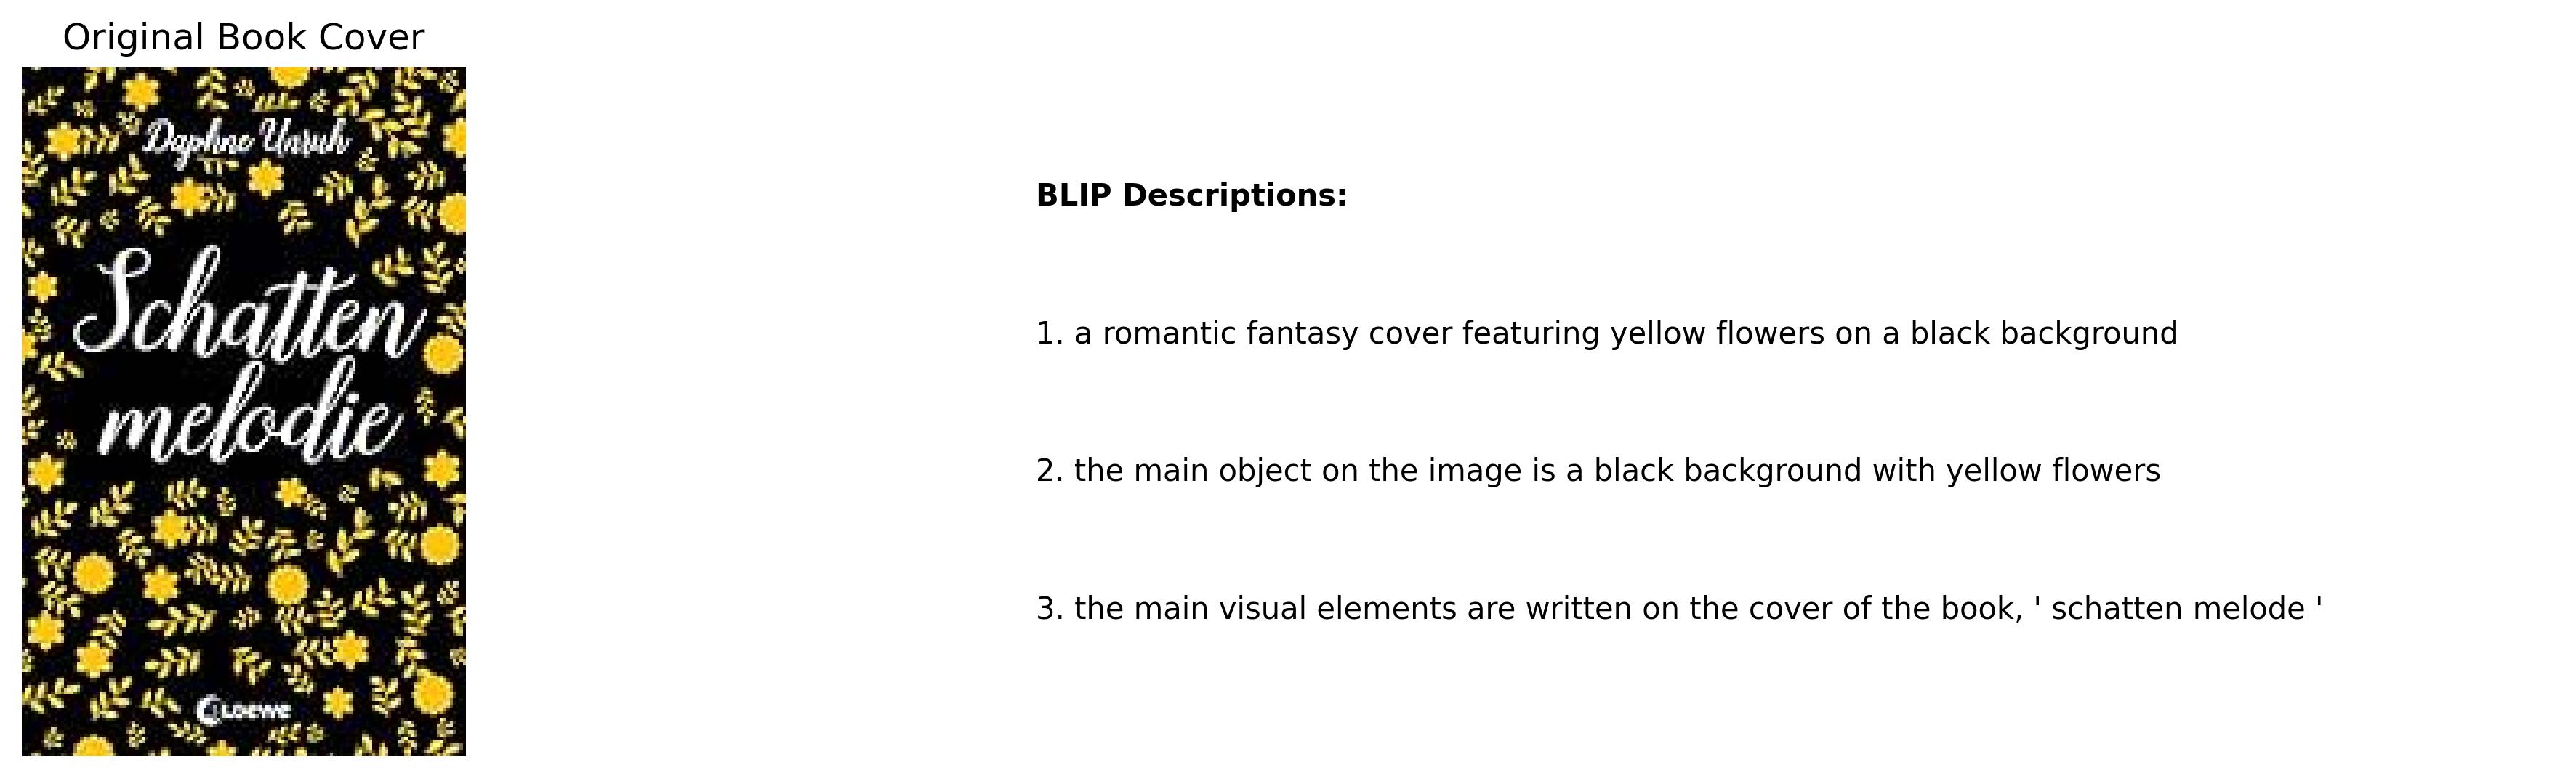 Original Book Cover
Daphne Unruh
Schatten
melodie
LOEWE
BLIP Descriptions:
1. a romantic fantasy cover featuring yellow flowers on a black background
2. the main object on the image is a black background with yellow flowers
3. the main visual elements are written on the cover of the book, ' schatten melode '